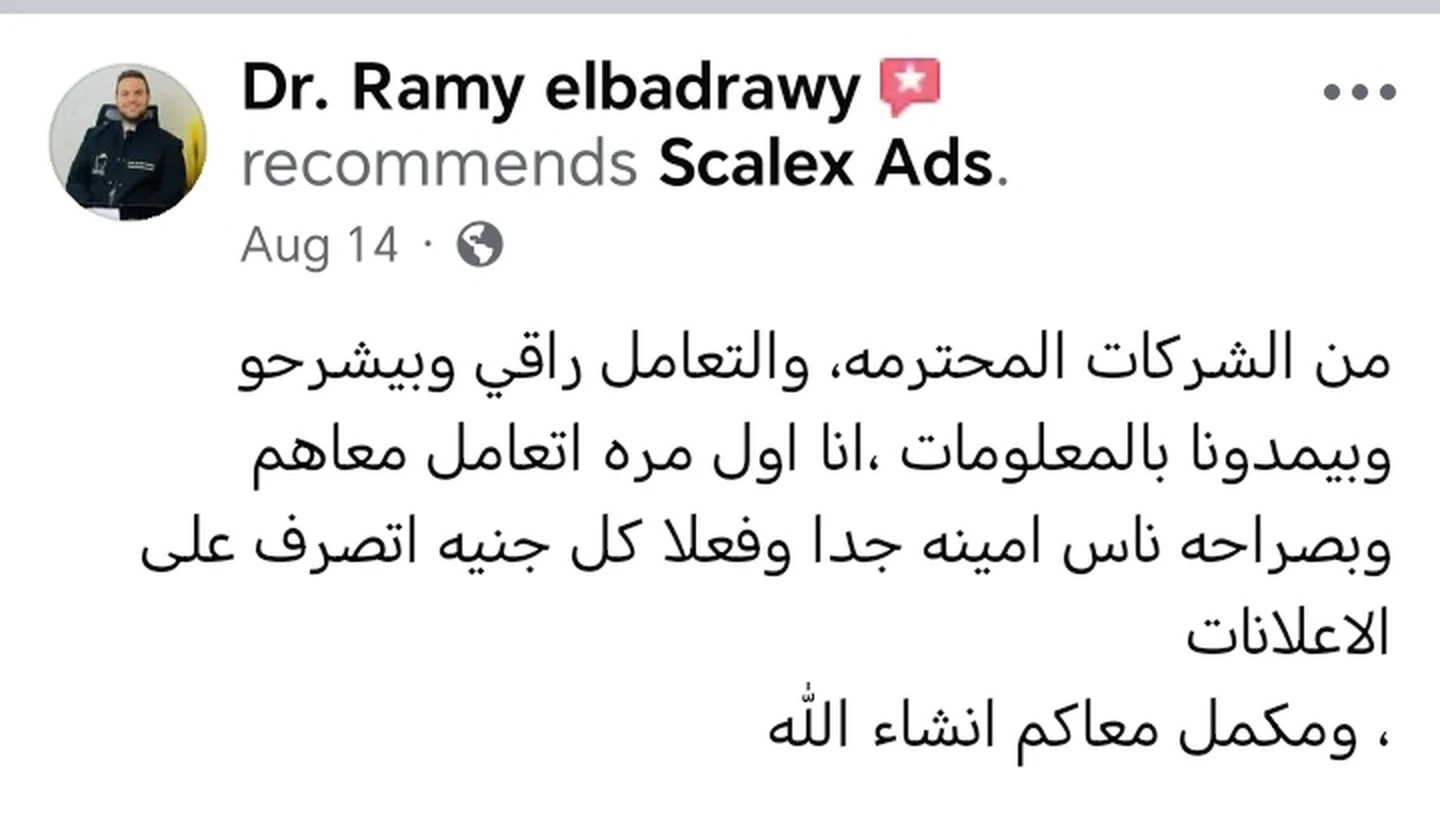 Dr. Ramy elbadrawy
recommends Scalex Ads.
Aug 14 ·
من الشركات المحترمه، والتعامل راقي وبيشرحو
وبيمدونا بالمعلومات ،انا اول مره اتعامل معاهم
وبصراحه ناس امينه جدا وفعلا كل جنيه اتصرف على
الاعلانات
، ومكمل معاكم انشاء الله